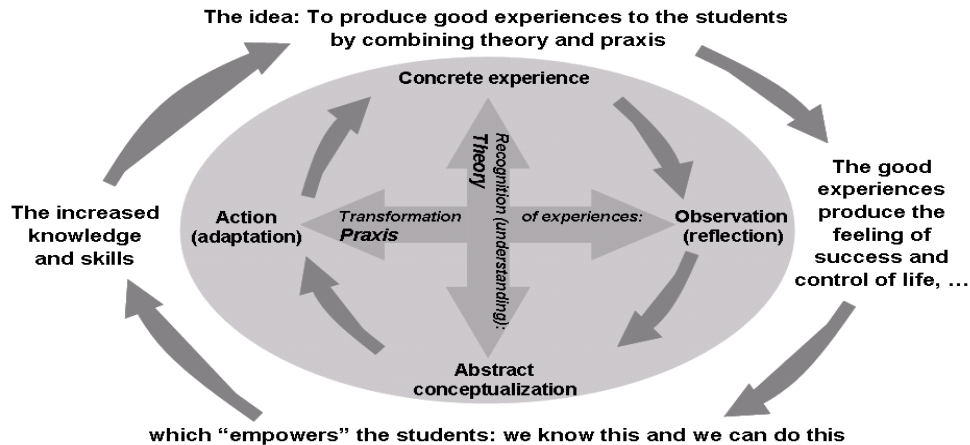 The idea: To produce good experiences to the students
by combining theory and praxis
Concrete experience
Recognition (understanding):
Theory
The good
experiences
produce the
feeling of
success and
control of life, ...
The increased
knowledge
and skills
Action
(adaptation)
Transformation
Praxis
of experiences:
Observation
(reflection)
Abstract
conceptualization
which “empowers” the students: we know this and we can do this